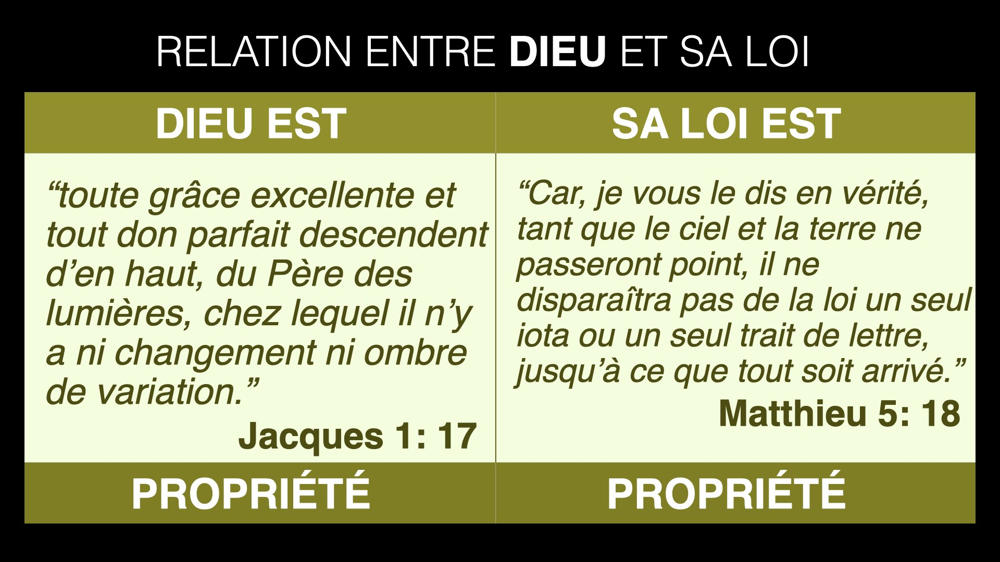 RELATION ENTRE DIEU ET SA LOI
DIEU EST
SA LOI EST
“toute grâce excellente et
tout don parfait descendent
d’en haut, du Père des
lumières, chez lequel il n’y
a ni changement ni ombre
de variation.”
Jacques 1: 17
“Car, je vous le dis en vérité,
tant que le ciel et la terre ne
passeront point, il ne
disparaîtra pas de la loi un seul
iota ou un seul trait de lettre,
jusqu’à ce que tout soit arrivé.”
Matthieu 5: 18
PROPRIÉTÉ
PROPRIÉTÉ